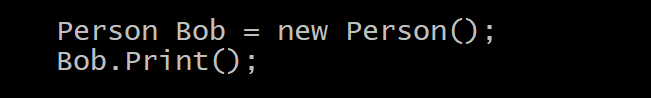 Person Bob = new Person();
Bob.Print();